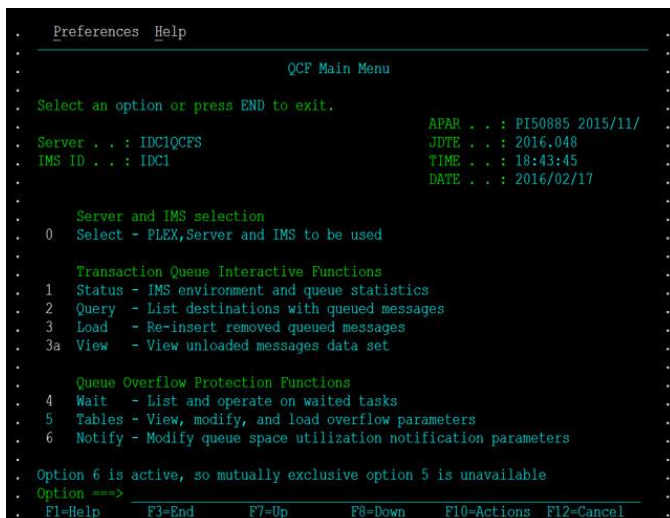 Preferences Help
QCF Main Menu
Select an option or press END to exit.
APAR . . : PI50885 2015/11/
Server . . : IDC1QCFS JDTE . . : 2016.048
IMS ID . . : IDC1 TIME . . : 18:43:45
DATE . . : 2016/02/17
Server and IMS selection
0 Select - PLEX,Server and IMS to be used
Transaction Queue Interactive Functions
1 Status - IMS environment and queue statistics
2 Query - List destinations with queued messages
3 Load - Re-insert removed queued messages
3a View - View unloaded messages data set
Queue Overflow Protection Functions
4 Wait - List and operate on waited tasks
5 Tables - View, modify, and load overflow parameters
6 Notify - Modify queue space utilization notification parameters
Option 6 is active, so mutually exclusive option 5 is unavailable
Option ===>
F1=Help F3=End F7=Up F8=Down F10=Actions F12=Cancel